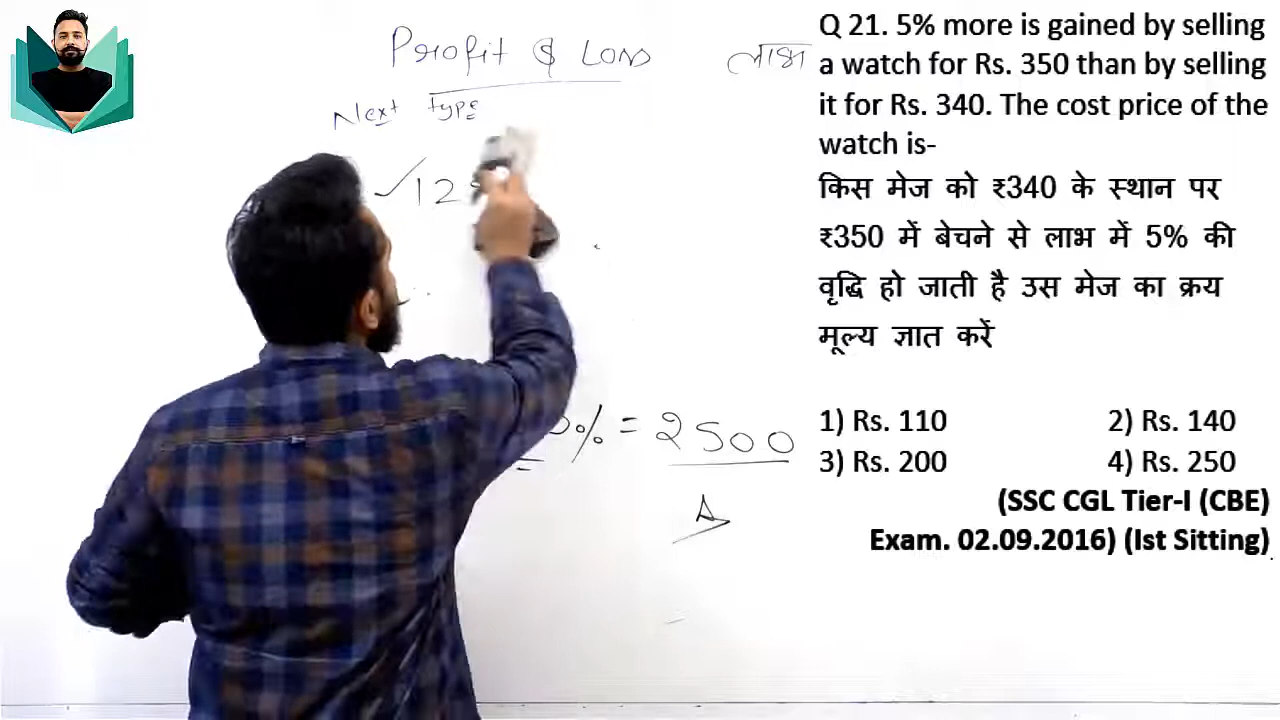 Profit & Loss लाभ
Next type
✓12
0% = 2500
A
Q 21. 5% more is gained by selling
a watch for Rs. 350 than by selling
it for Rs. 340. The cost price of the
watch is-
किस मेज को ₹340 के स्थान पर
₹350 में बेचने से लाभ में 5% की
वृद्धि हो जाती है उस मेज का क्रय
मूल्य ज्ञात करें
1) Rs. 110 2) Rs. 140
3) Rs. 200 4) Rs. 250
(SSC CGL Tier-I (CBE)
Exam. 02.09.2016) (Ist Sitting)